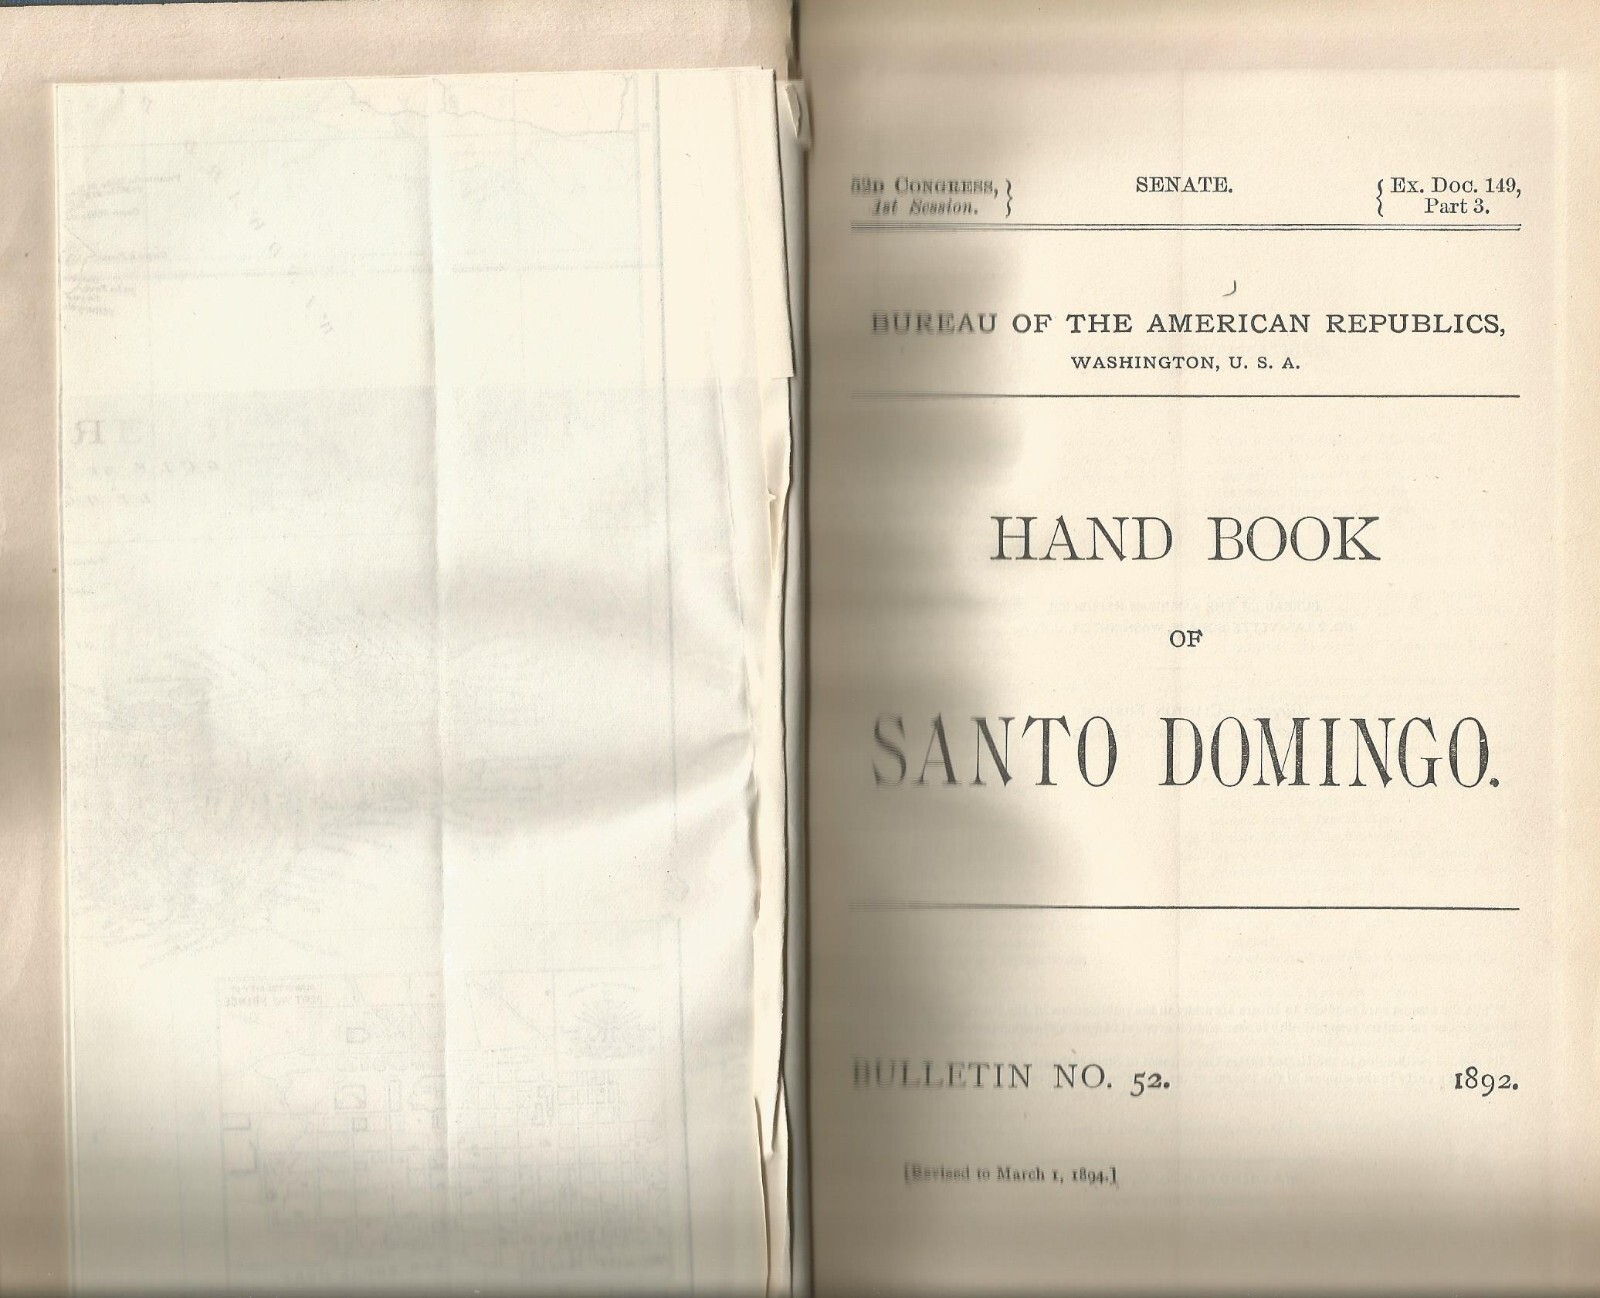 52D CONGRESS, } SENATE. { Ex. Doc. 149,
1st Session. } { Part 3.
BUREAU OF THE AMERICAN REPUBLICS,
WASHINGTON, U. S. A.
HAND BOOK
OF
SANTO DOMINGO.
BULLETIN NO. 52. 1892.
[Revised to March 1, 1894.]